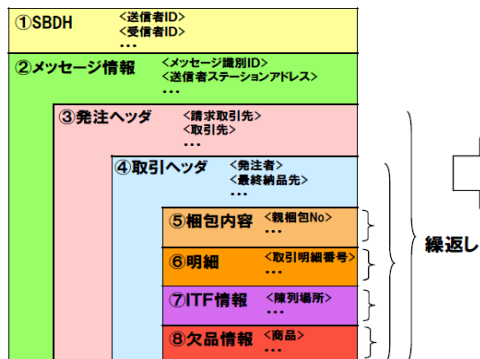 ①SBDH <送信者ID>
<受信者ID>
•••
②メッセージ情報 <メッセージ識別ID>
<送信者ステーションアドレス>
•••
③発注ヘッダ <請求取引先>
<取引先>
•••
④取引ヘッダ <発注者>
<最終納品先>
•••
⑤梱包内容 <親梱包No>
•••
⑥明細 <取引明細番号>
•••
⑦ITF情報 <陳列場所>
•••
⑧欠品情報 <商品>
•••
繰返し